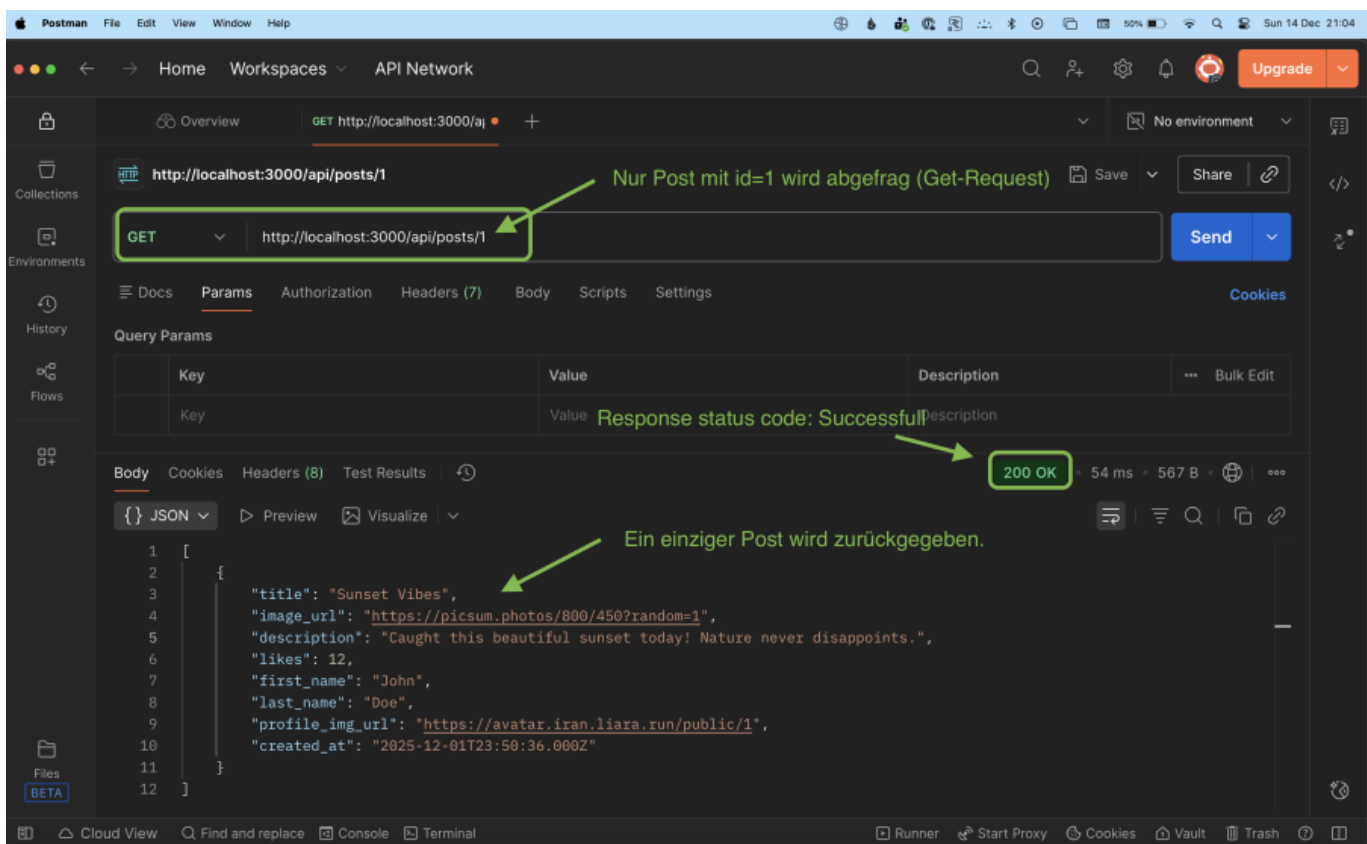 Postman File Edit View Window Help 50% Sun 14 Dec 21:04
Home Workspaces API Network Upgrade
Overview GET http://localhost:3000/a No environment
HTTP http://localhost:3000/api/posts/1 Nur Post mit id=1 wird abgefrag (Get-Request) Save Share
Collections
GET http://localhost:3000/api/posts/1 Send
Environments
Docs Params Authorization Headers (7) Body Scripts Settings Cookies
History
Query Params
Key Value Description Bulk Edit
Flows
Key Value Description
Response status code: Successfull
Body Cookies Headers (8) Test Results 200 OK 54 ms 567 B
{} JSON Preview Visualize
Ein einziger Post wird zurückgegeben.
1 [
2 {
3 "title": "Sunset Vibes",
4 "image_url": "https://picsum.photos/800/450?random=1",
5 "description": "Caught this beautiful sunset today! Nature never disappoints.",
6 "likes": 12,
7 "first_name": "John",
8 "last_name": "Doe",
9 "profile_img_url": "https://avatar.iran.liara.run/public/1",
10 "created_at": "2025-12-01T23:50:36.000Z"
11 }
12 ]
Files
BETA
Cloud View Find and replace Console Terminal Runner Start Proxy Cookies Vault Trash